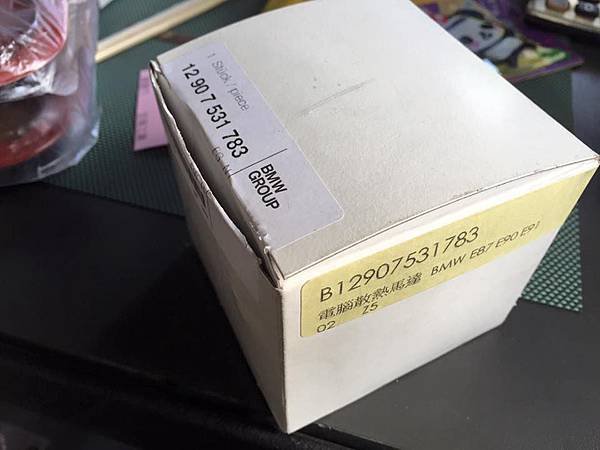 1 Stück / piece
12 90 7 531 783
BMW
GROUP
B12907531783
電腦散熱馬達 BMW E87 E90 E91
02 Z5